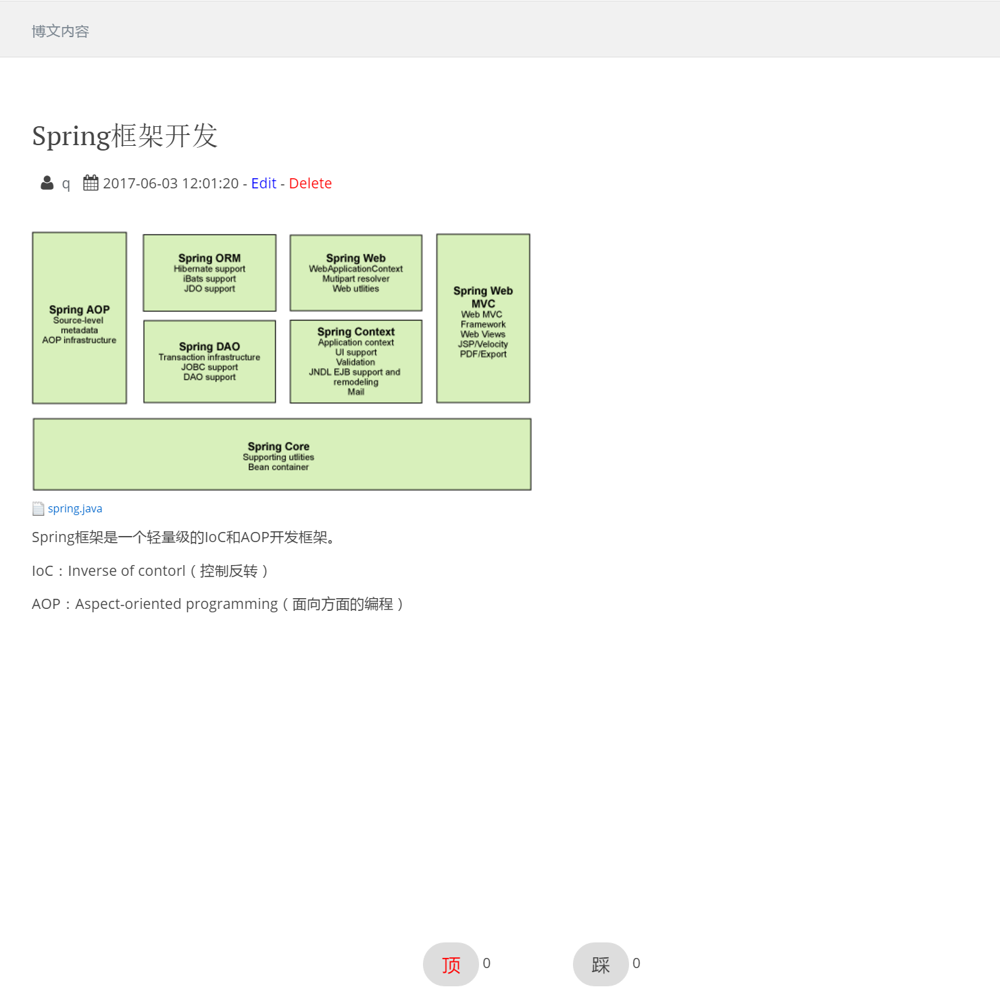 博文内容
Spring框架开发
q 2017-06-03 12:01:20 - Edit - Delete
Spring AOP
Source-level
metadata
AOP infrastructure
Spring ORM
Hibernate support
iBats support
JDO support
Spring Web
WebApplicationContext
Mutipart resolver
Web utlities
Spring Web
MVC
Web MVC
Framework
Web Views
JSP/Velocity
PDF/Export
Spring DAO
Transaction infrastructure
JOBC support
DAO support
Spring Context
Application context
UI support
Validation
JNDL EJB support and
remodeling
Mail
Spring Core
Supporting utlities
Bean container
spring.java
Spring框架是一个轻量级的IoC和AOP开发框架。
IoC：Inverse of contorl（控制反转）
AOP：Aspect-oriented programming（面向方面的编程）
顶 0 踩 0